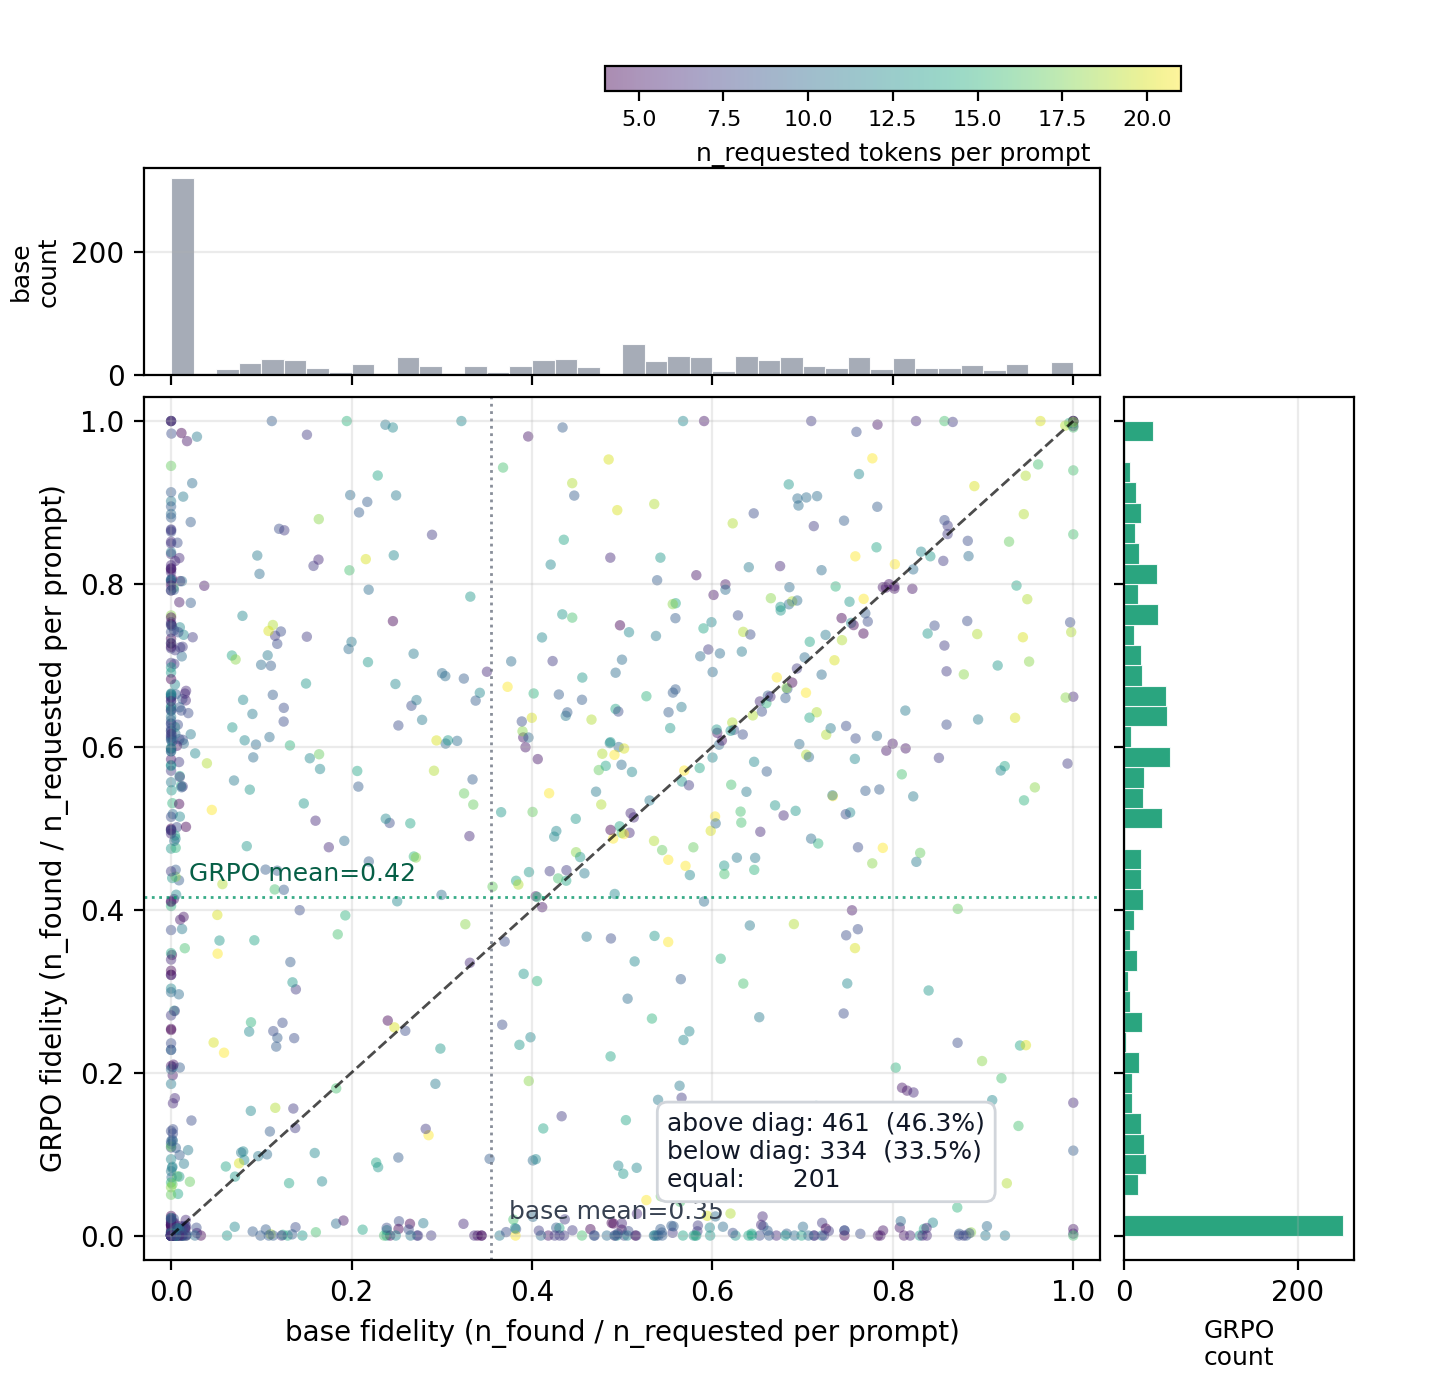 5.0 7.5 10.0 12.5 15.0 17.5 20.0
n_requested tokens per prompt
base
count
200
0
1.0
0.8
0.6
0.4
0.2
0.0
GRPO fidelity (n_found / n_requested per prompt)
GRPO mean=0.42
above diag: 461 (46.3%)
below diag: 334 (33.5%)
equal: 201
base mean=0.35
0.0 0.2 0.4 0.6 0.8 1.0
base fidelity (n_found / n_requested per prompt)
0 200
GRPO
count